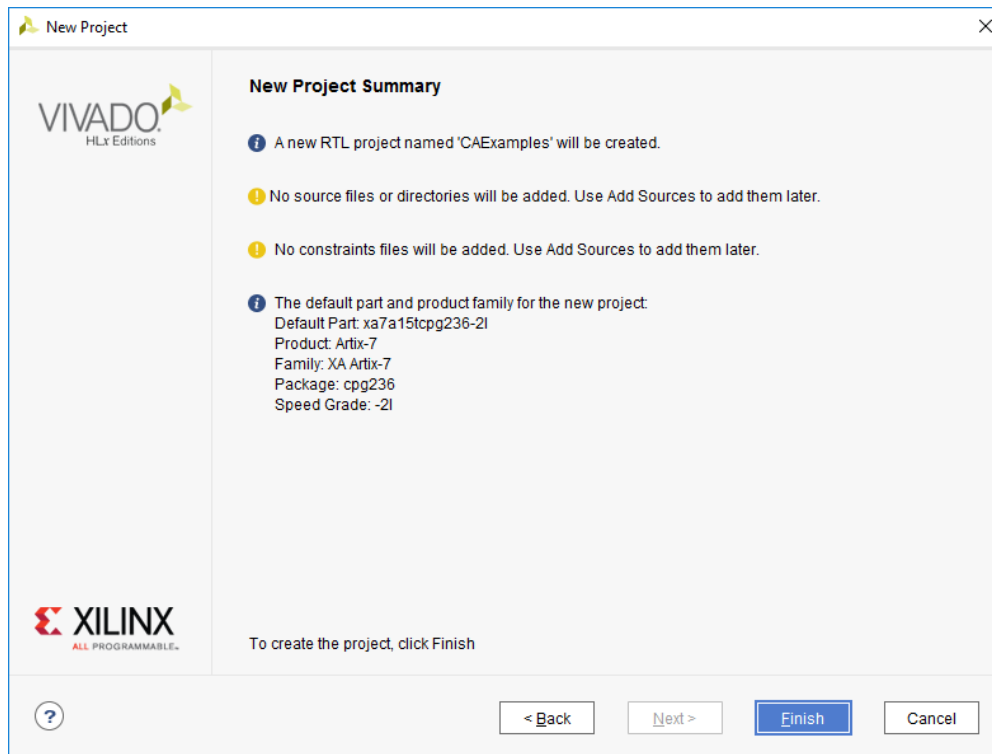 New Project
VIVADO.
HLx Editions
New Project Summary
A new RTL project named 'CAExamples' will be created.
No source files or directories will be added. Use Add Sources to add them later.
No constraints files will be added. Use Add Sources to add them later.
The default part and product family for the new project:
Default Part: xa7a15tcpg236-2I
Product: Artix-7
Family: XA Artix-7
Package: cpg236
Speed Grade: -2I
XILINX
ALL PROGRAMMABLE™
To create the project, click Finish
?
< Back
Next >
Finish
Cancel